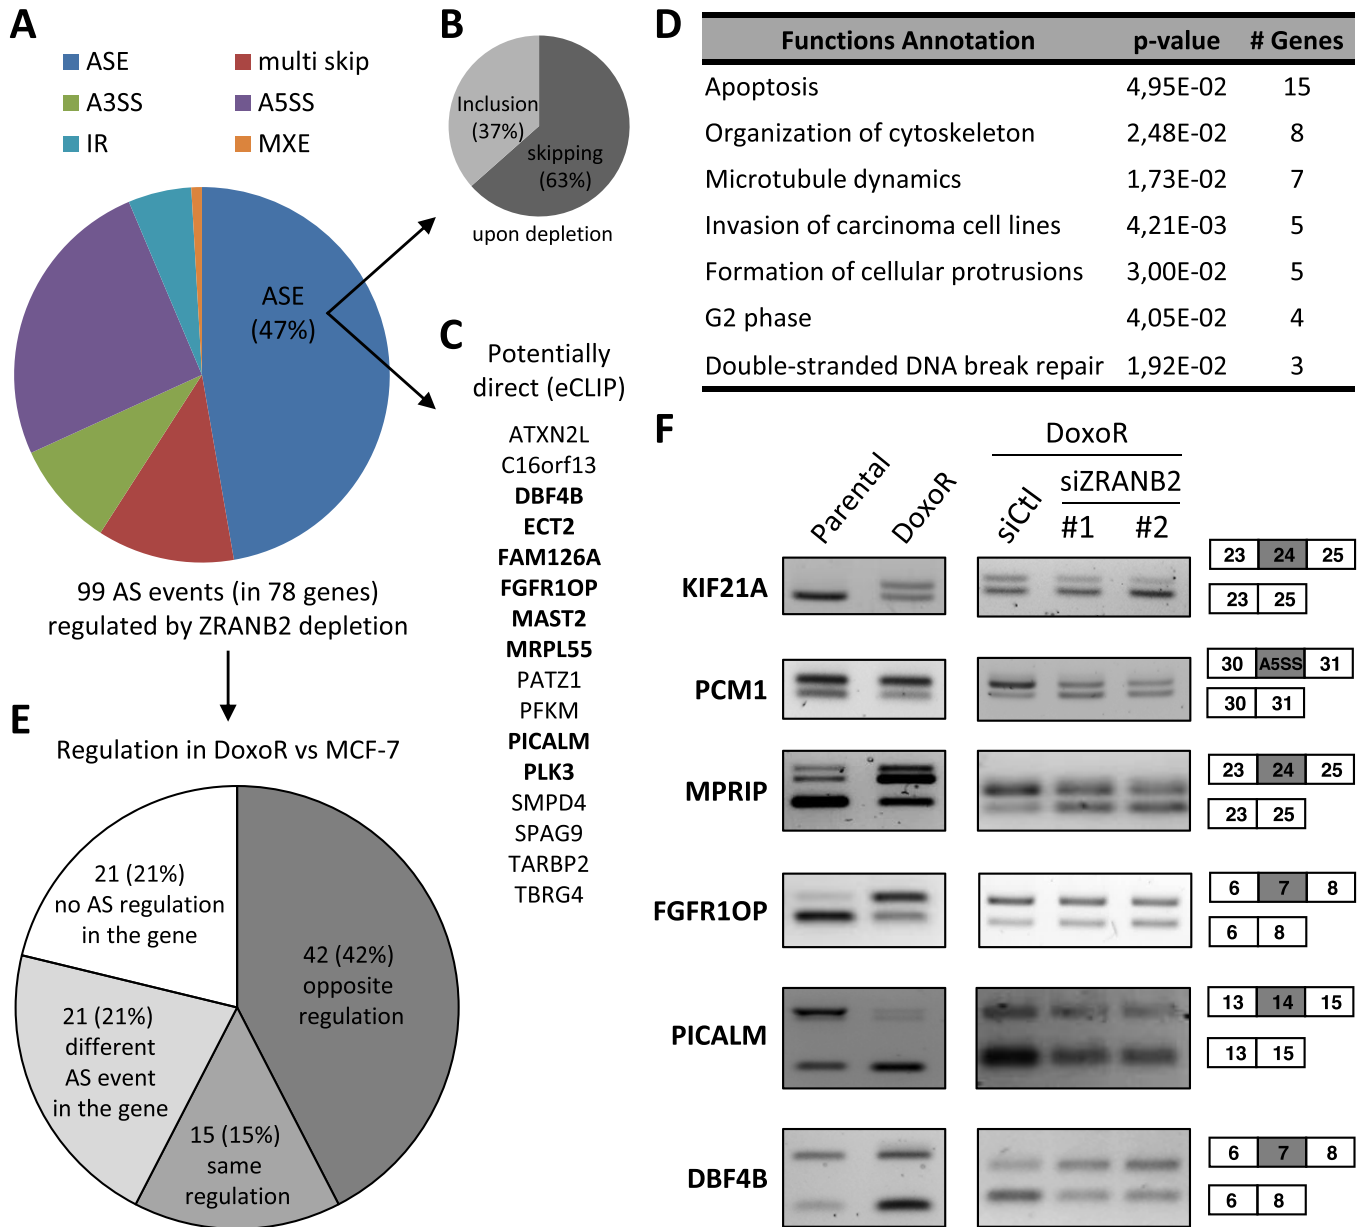 A
ASE
multi skip
A3SS
A5SS
IR
MXE
ASE
(47%)
99 AS events (in 78 genes)
regulated by ZRANB2 depletion
B
Inclusion
(37%)
skipping
(63%)
upon depletion
C
Potentially
direct (eCLIP)
ATXN2L
C16orf13
DBF4B
ECT2
FAM126A
FGFR1OP
MAST2
MRPL55
PATZ1
PFKM
PICALM
PLK3
SMPD4
SPAG9
TARBP2
TBRG4
D
Functions Annotation p-value # Genes
Apoptosis 4,95E-02 15
Organization of cytoskeleton 2,48E-02 8
Microtubule dynamics 1,73E-02 7
Invasion of carcinoma cell lines 4,21E-03 5
Formation of cellular protrusions 3,00E-02 5
G2 phase 4,05E-02 4
Double-stranded DNA break repair 1,92E-02 3
E
Regulation in DoxoR vs MCF-7
21 (21%)
no AS regulation
in the gene
42 (42%)
opposite
regulation
21 (21%)
different
AS event
in the gene
15 (15%)
same
regulation
F
Parental
DoxoR
DoxoR
siCtl
siZRANB2
#1 #2
KIF21A
23 24 25
23 25
PCM1
30 A5SS 31
30 31
MPRIP
23 24 25
23 25
FGFR1OP
6 7 8
6 8
PICALM
13 14 15
13 15
DBF4B
6 7 8
6 8